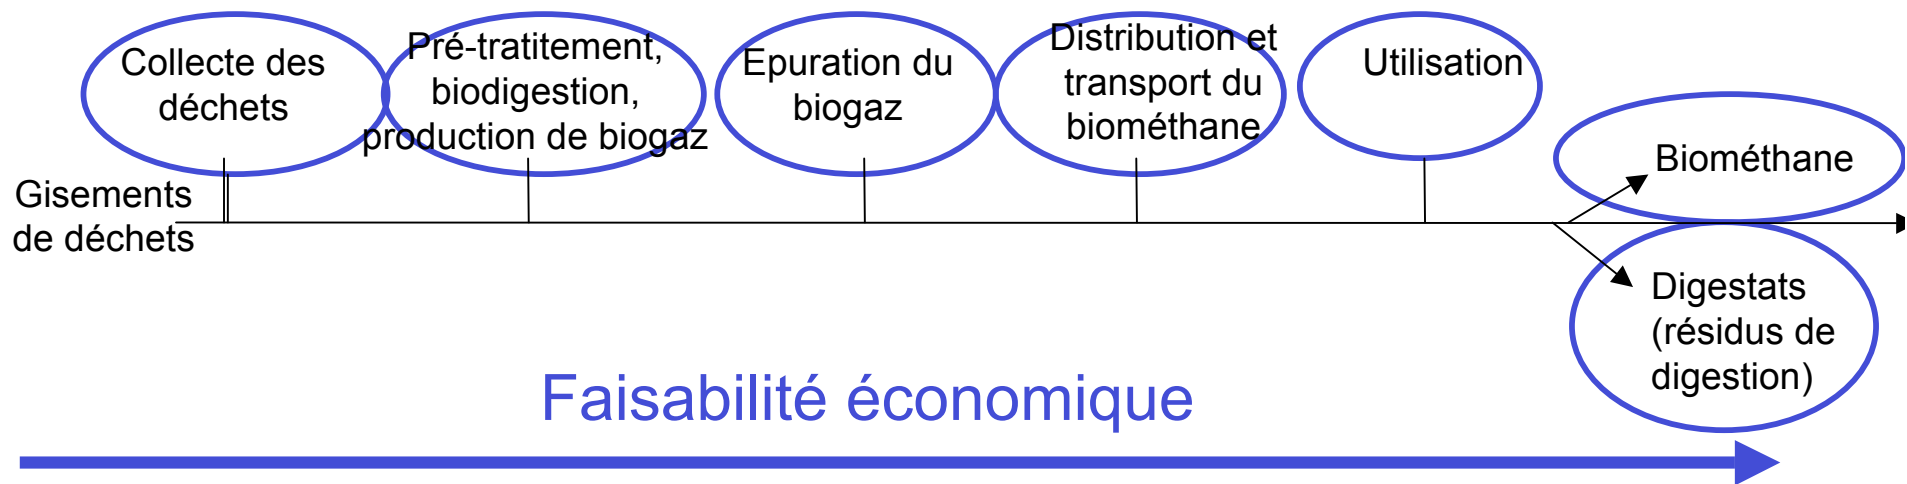 Collecte des
déchets
Pré-tratitement,
biodigestion,
production de biogaz
Epuration du
biogaz
Distribution et
transport du
biométhane
Utilisation
Biométhane
Gisements
de déchets
Digestats
(résidus de
digestion)
Faisabilité économique